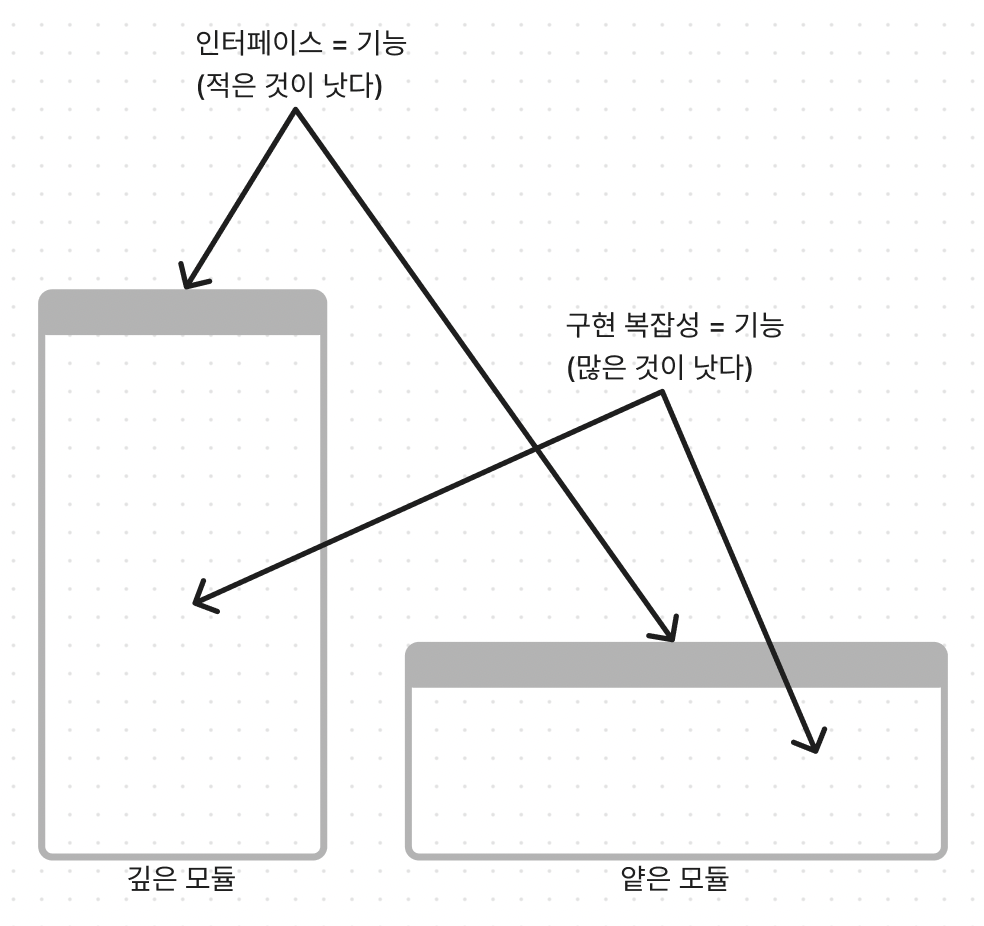 인터페이스 = 기능
(적은 것이 낫다)
구현 복잡성 = 기능
(많은 것이 낫다)
깊은 모듈
얕은 모듈